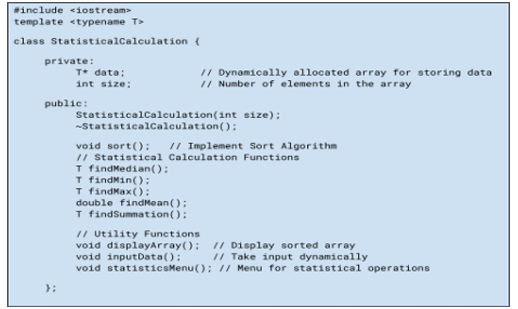 #include <iostream>
template <typename T>
class StatisticalCalculation {
private:
T* data; // Dynamically allocated array for storing data
int size; // Number of elements in the array
public:
StatisticalCalculation(int size);
~StatisticalCalculation();
void sort(); // Implement Sort Algorithm
// Statistical Calculation Functions
T findMedian();
T findMin();
T findMax();
double findMean();
T findSummation();
// Utility Functions
void displayArray(); // Display sorted array
void inputData(); // Take input dynamically
void statisticsMenu(); // Menu for statistical operations
};